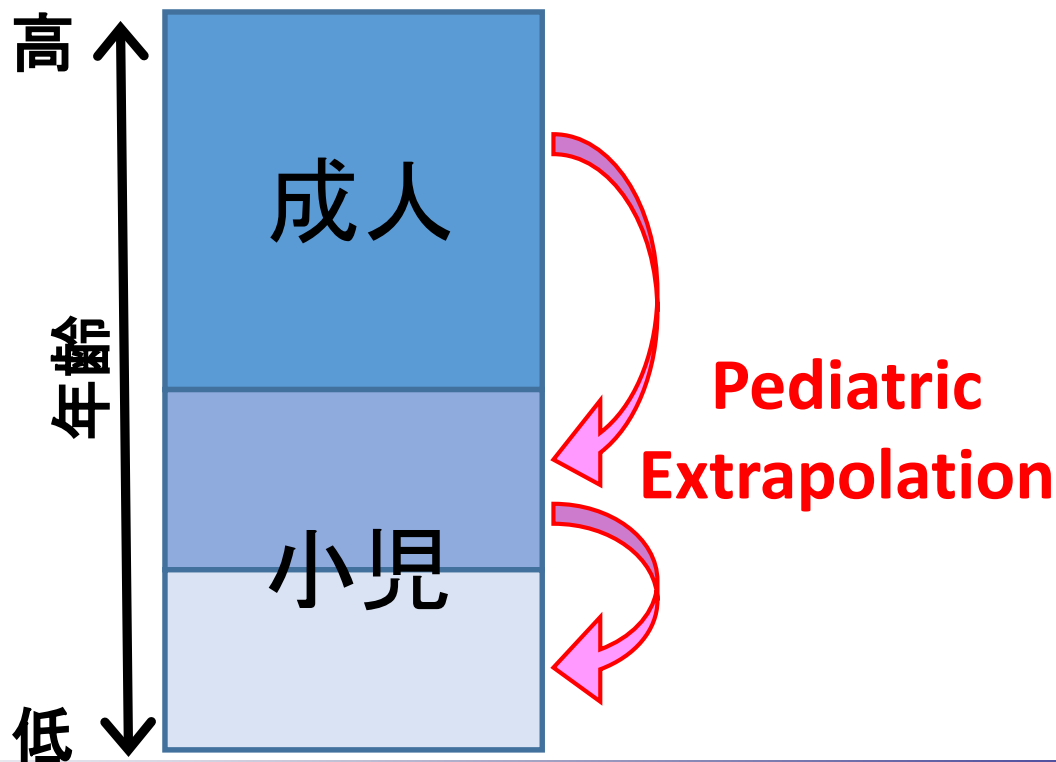 高
成人
年齢
Pediatric
Extrapolation
小児
低